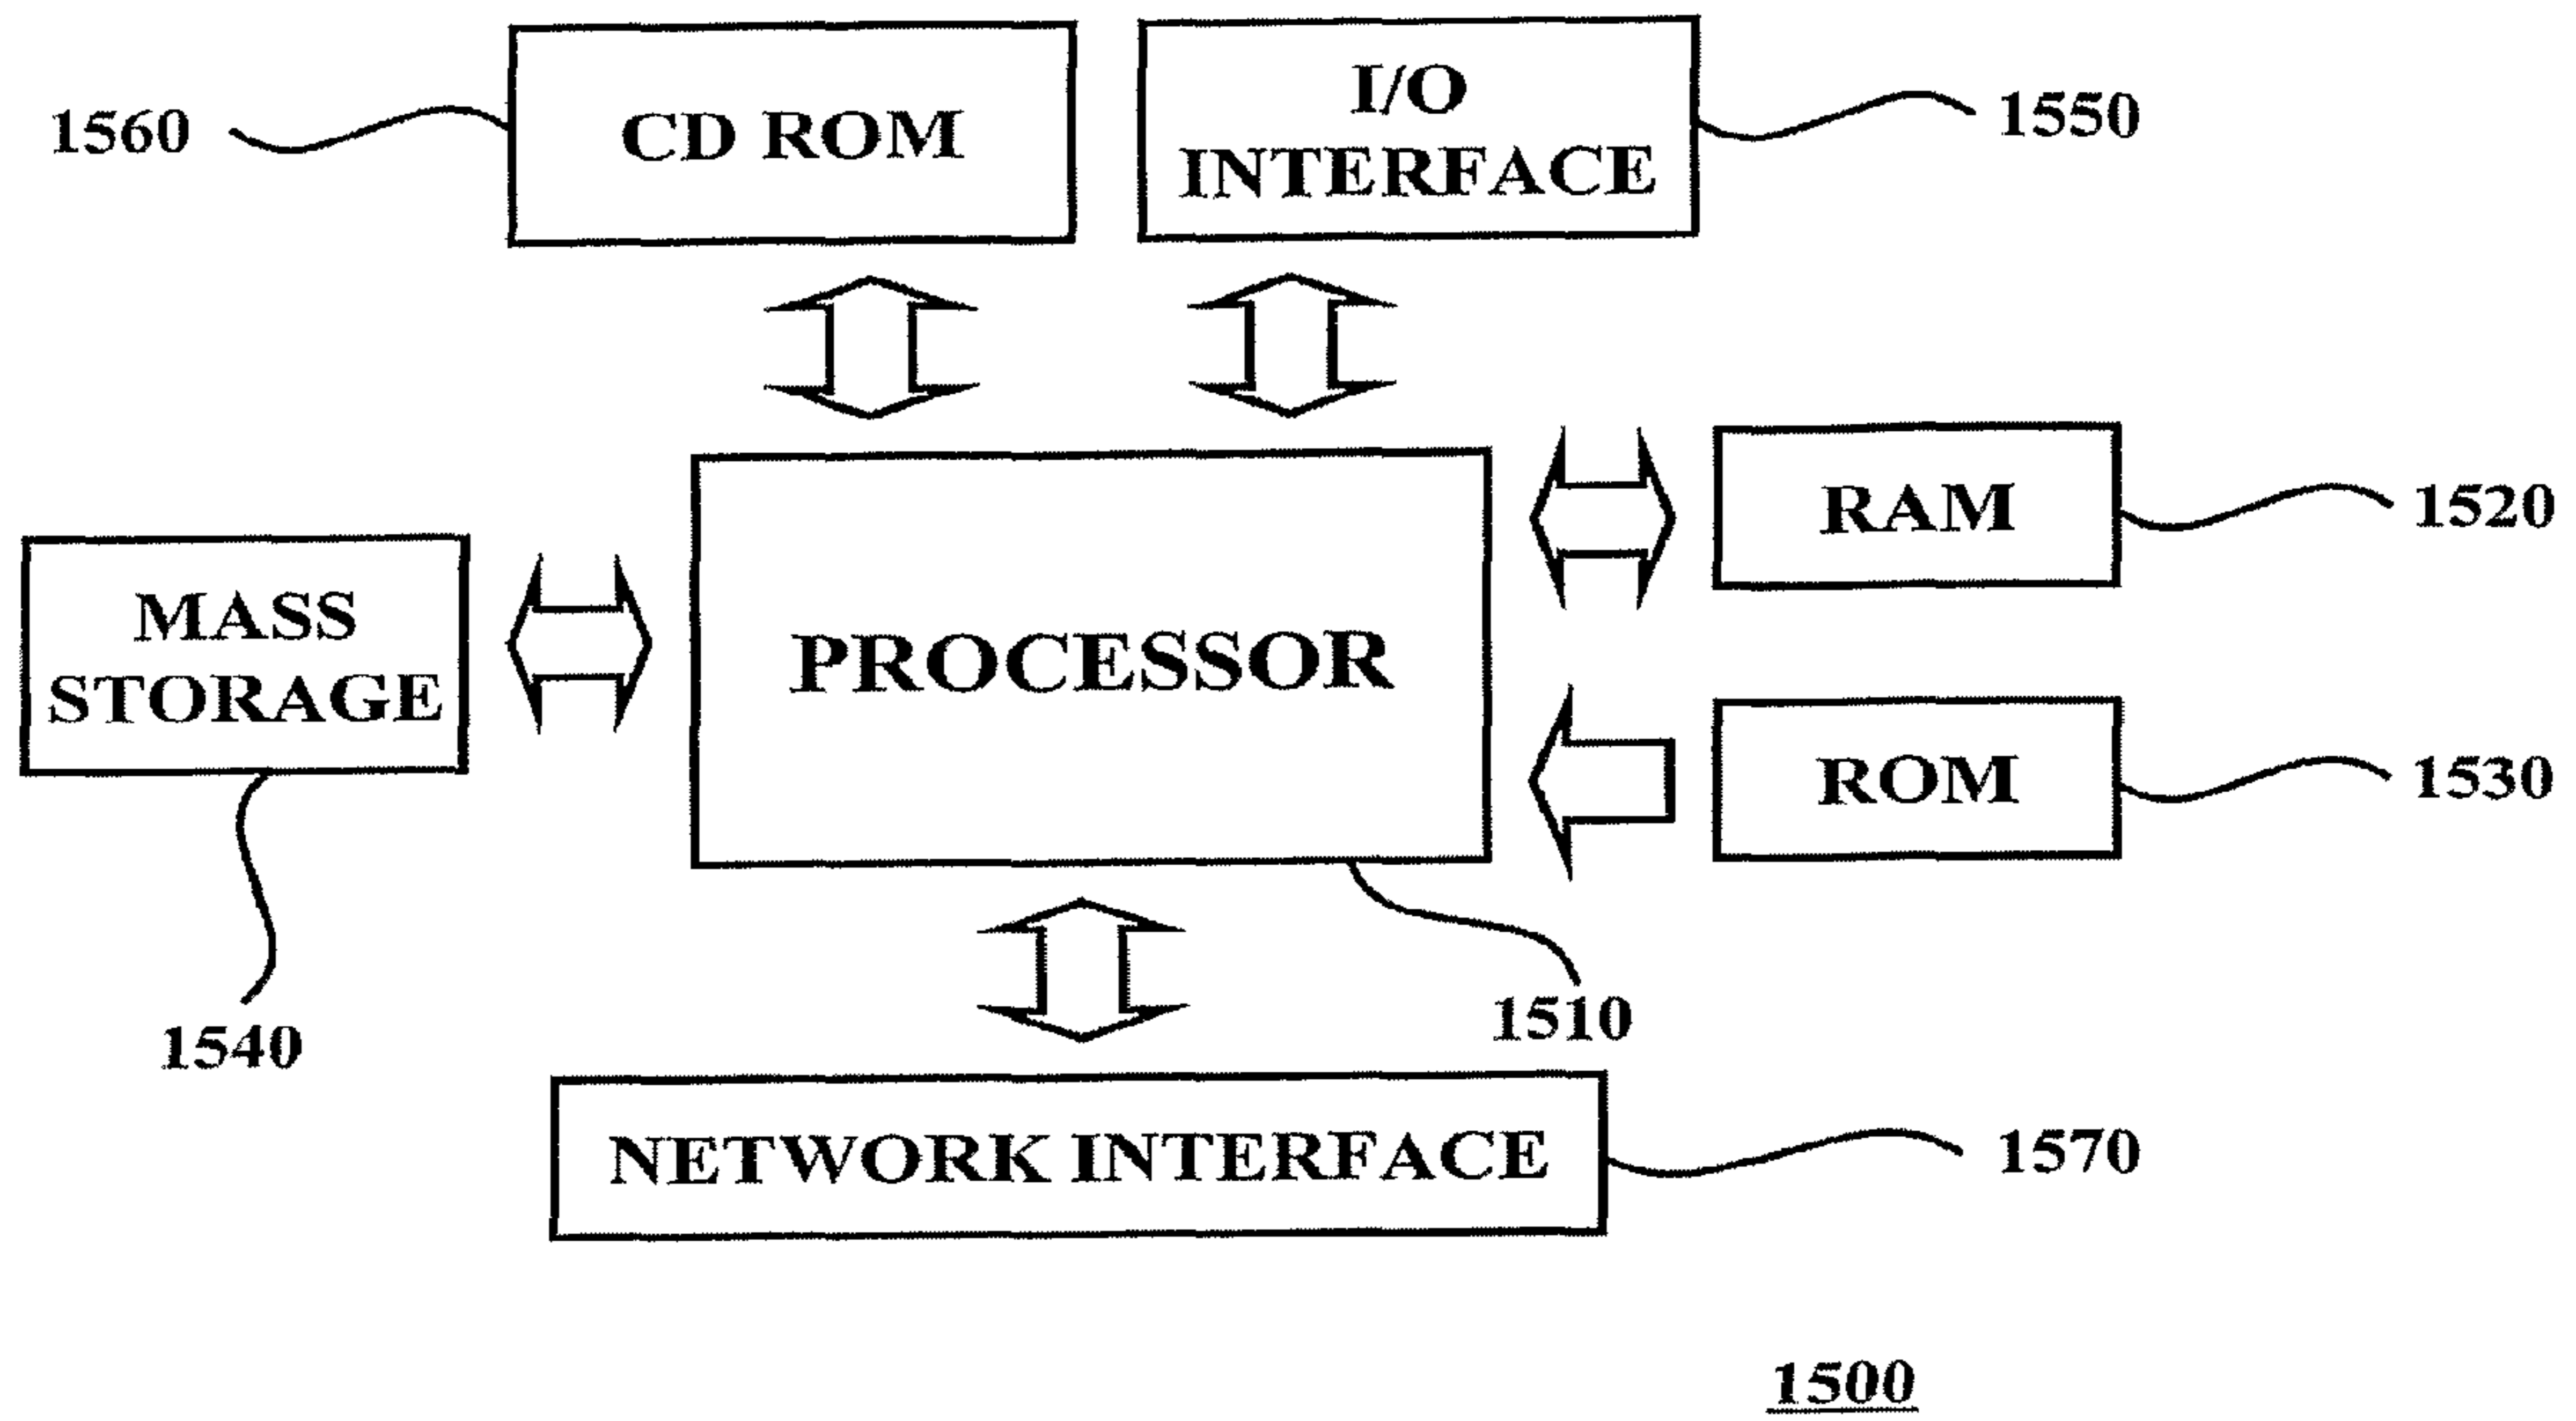 1560
CD ROM
I/O
INTERFACE
1550
RAM
1520
MASS
STORAGE
PROCESSOR
ROM
1530
1540
1510
NETWORK INTERFACE
1570
1500